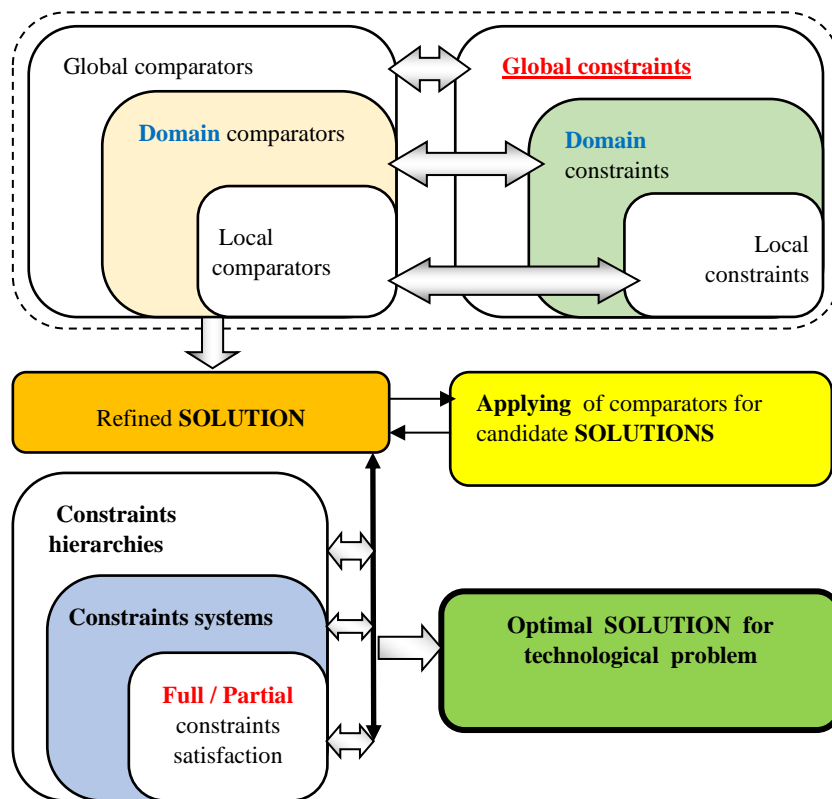 Global comparators
Global constraints
Domain comparators
Domain
constraints
Local
comparators
Local
constraints
Refined SOLUTION
Applying of comparators for
candidate SOLUTIONS
Constraints
hierarchies
Constraints systems
Full / Partial
constraints
satisfaction
Optimal SOLUTION for
technological problem